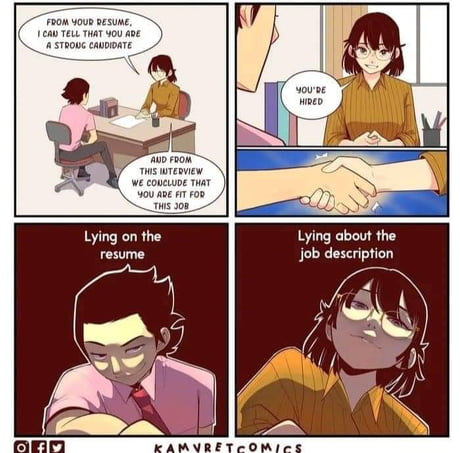 FROM YOUR RESUME,
I CAN TELL THAT YOU ARE
A STRONG CANDIDATE
AND FROM
THIS INTERVIEW
WE CONCLUDE THAT
YOU ARE FIT FOR
THIS JOB
YOU'RE
HIRED
Lying on the
resume
Lying about the
job description
KAMVRETCOMICS